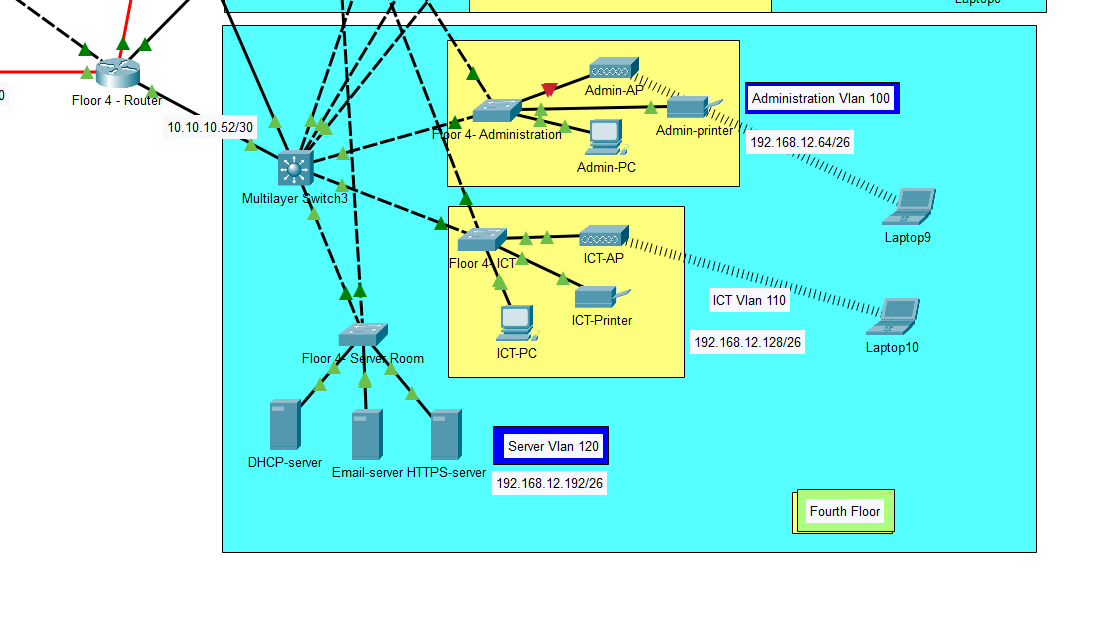 Floor 4 - Router
10.10.10.52/30
Multilayer Switch3
Floor 4- Administration
Admin-AP
Admin-printer
Admin-PC
Administration Vlan 100
192.168.12.64/26
Laptop9
Floor 4- ICT
ICT-AP
ICT-Printer
ICT-PC
ICT Vlan 110
192.168.12.128/26
Laptop10
Floor 4- Server Room
DHCP-server
Email-server
HTTPS-server
Server Vlan 120
192.168.12.192/26
Fourth Floor